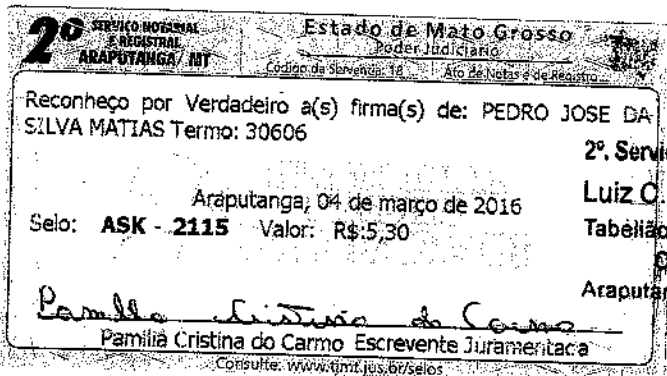 2º SERVIÇO NOTARIAL
E REGISTRAL
ARAPUTANGA/ MT
Estado de Mato Grosso
Poder Judiciário
Código da Serventia: 18 Ato de Notas e de Registro
Reconheço por Verdadeiro a(s) firma(s) de: PEDRO JOSE DA
SILVA MATIAS Termo: 30606
2º. Servi
Araputanga, 04 de março de 2016
Luiz C.
Selo: ASK - 2115 Valor: R$:5,30
Tabelião
Araputan
Pamilla Cristina do Carmo
Pamilia Cristina do Carmo Escrevente Juramentada
Consulte: www.tjmt.jus.br/selos